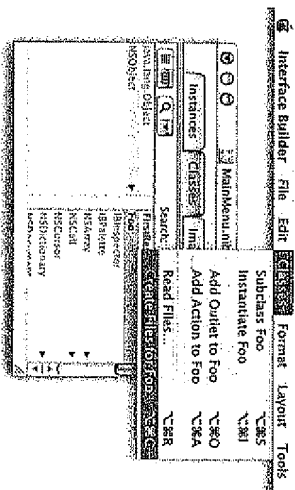 Interface Builder File Edit Classes Format Layout Tools
Subclass Foo ⌥⌘S
Instantiate Foo ⌥⌘I
Add Outlet to Foo ⌥⌘O
Add Action to Foo ⌥⌘A
Read Files... ⌥⌘R
Create Files for Foo ⌥⌘G
MainMenu.nib
Instances Classes
Search:
java.lang.Object
NSObject
Foo
IBInspector
IBPalette
NSArray
NSCell
NSCursor
NSDictionary